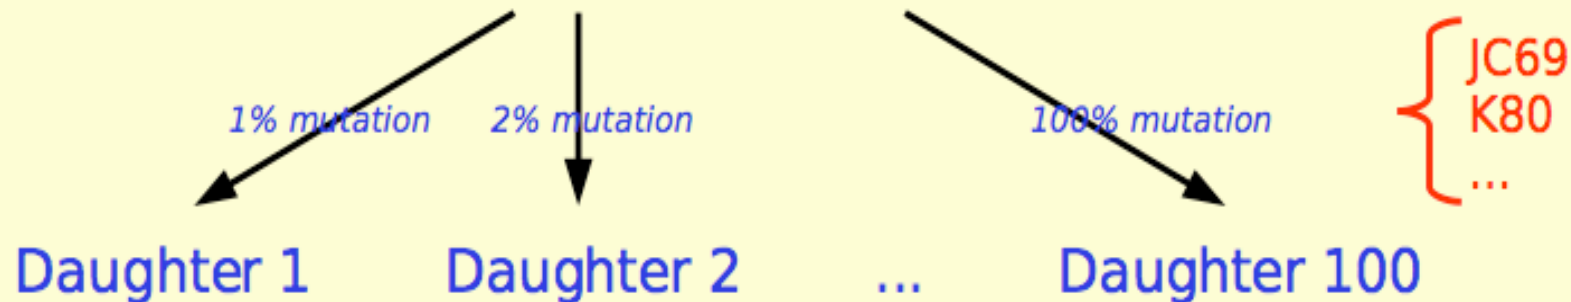 JC69
K80
...
1% mutation 2% mutation 100% mutation
Daughter 1 Daughter 2 ... Daughter 100